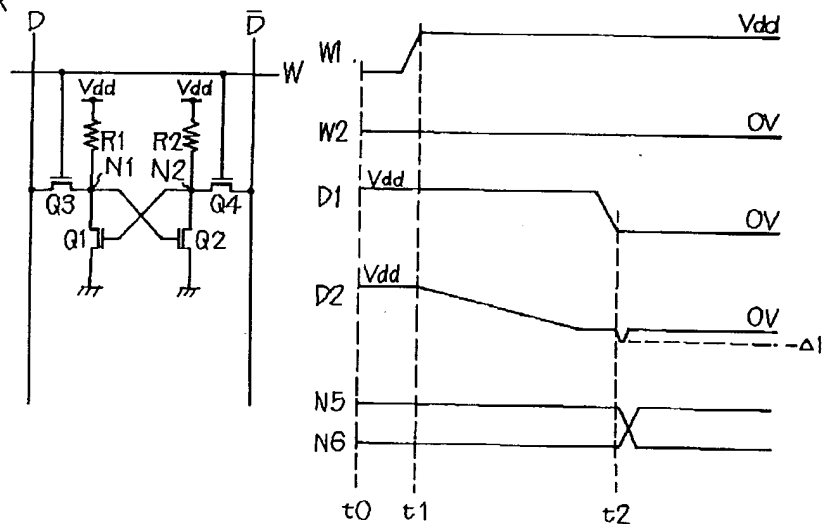 D
D̅
W
Vdd
Vdd
R1
R2
N1
N2
Q3
Q4
Q1
Q2
W1
Vdd
W2
0V
D1
Vdd
0V
D2
Vdd
0V
-Δ1
N5
N6
t0
t1
t2